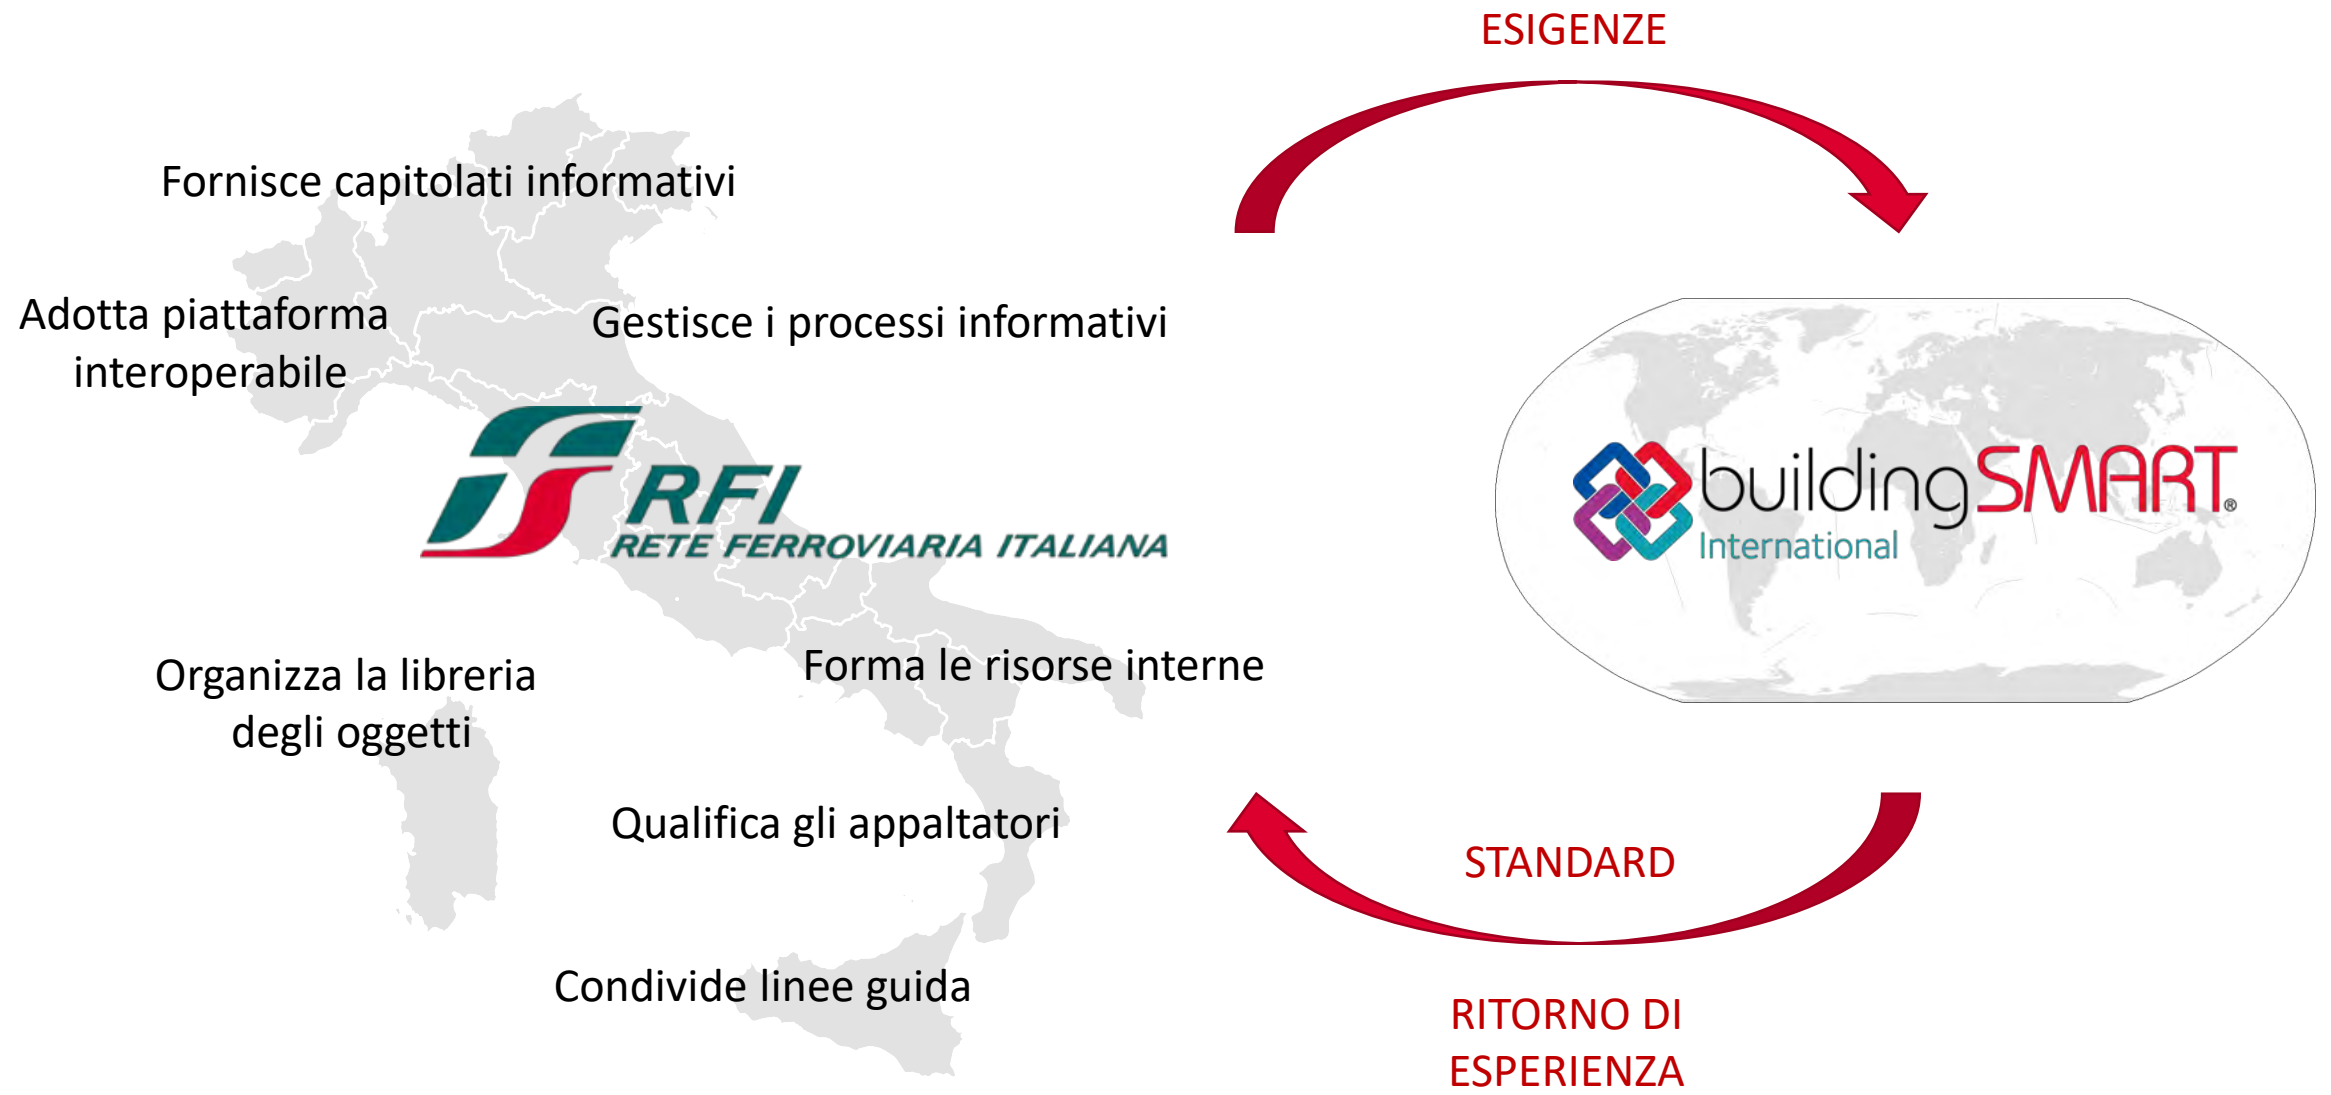 ESIGENZE
Fornisce capitolati informativi
Adotta piattaforma
interoperabile
Gestisce i processi informativi
RFI
RETE FERROVIARIA ITALIANA
buildingSMART®
International
Organizza la libreria
degli oggetti
Forma le risorse interne
Qualifica gli appaltatori
STANDARD
Condivide linee guida
RITORNO DI
ESPERIENZA